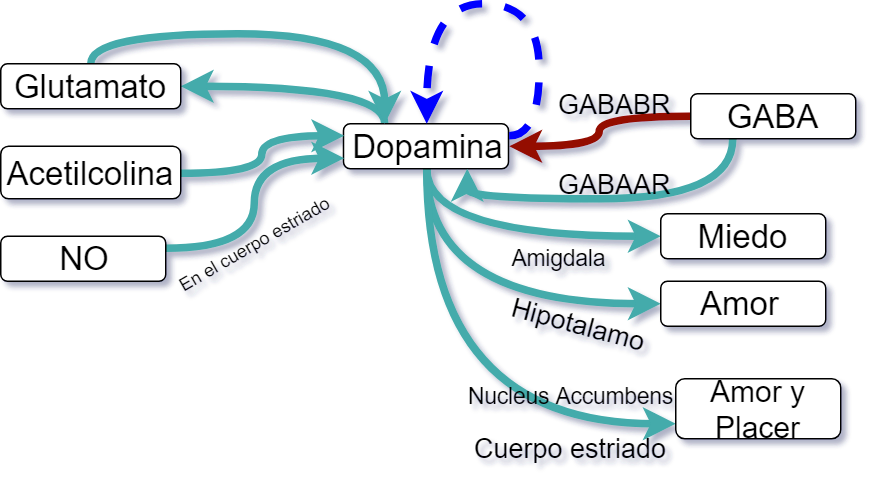 Glutamato
Acetilcolina
NO
En el cuerpo estriado
Dopamina
GABABR
GABA
GABAAR
Miedo
Amigdala
Amor
Hipotalamo
Nucleus Accumbens
Amor y
Placer
Cuerpo estriado